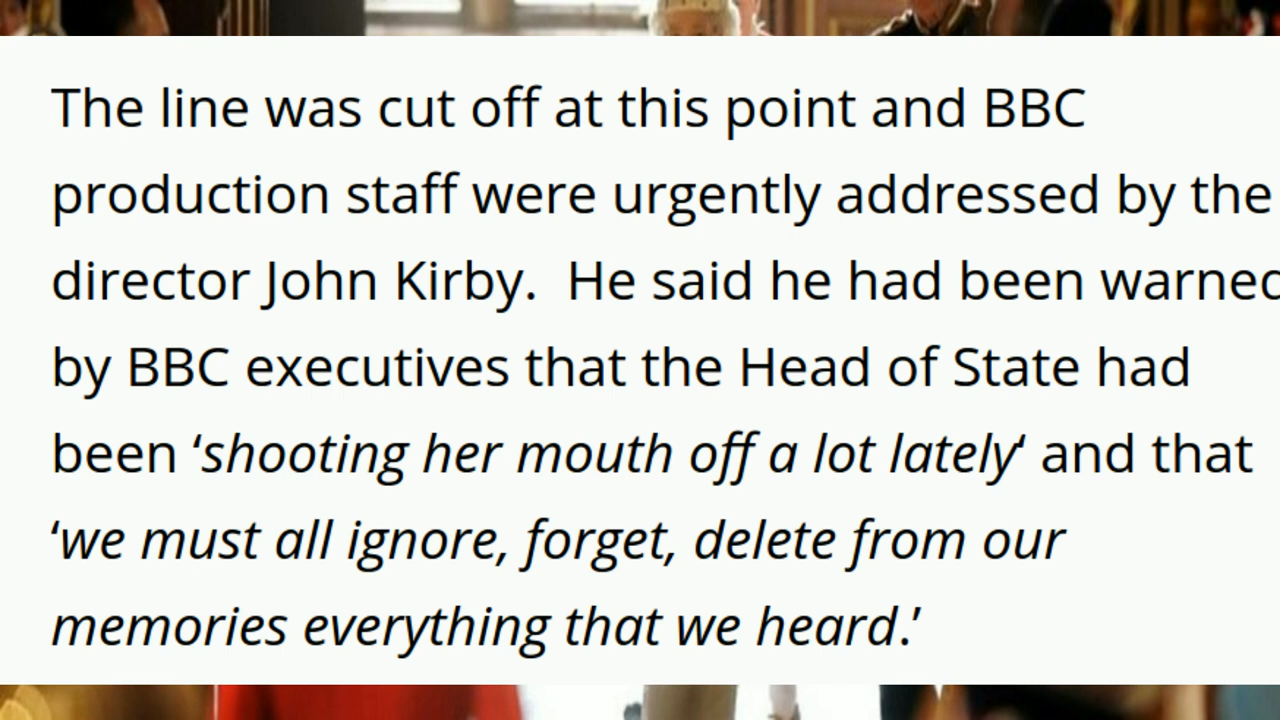 The line was cut off at this point and BBC
production staff were urgently addressed by the
director John Kirby.  He said he had been warned
by BBC executives that the Head of State had
been ‘shooting her mouth off a lot lately‘ and that
‘we must all ignore, forget, delete from our
memories everything that we heard.’